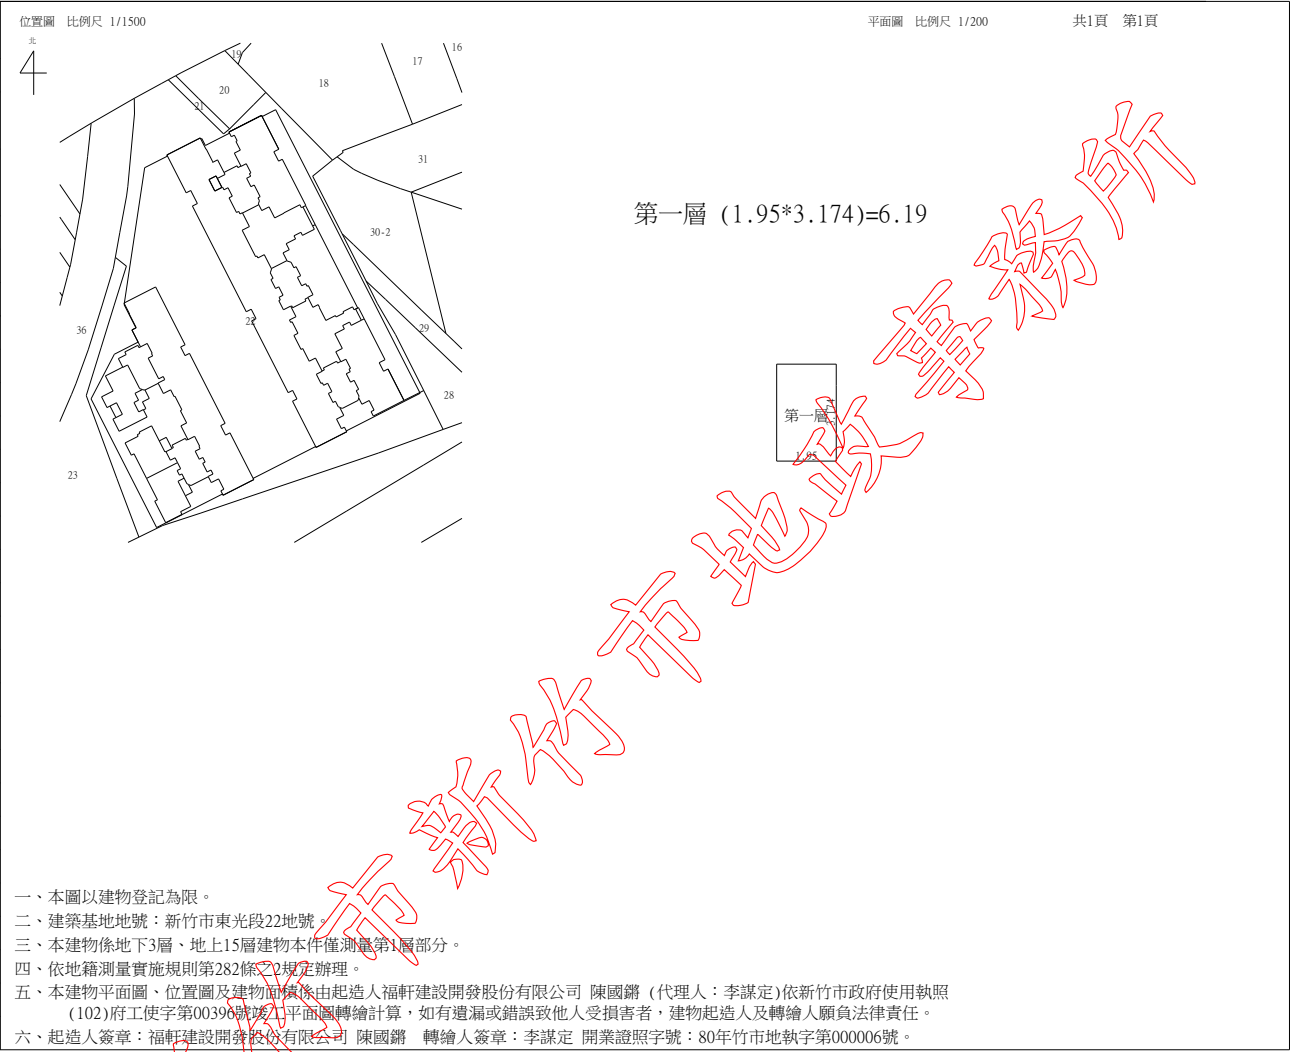 位置圖 比例尺 1/1500
平面圖 比例尺 1/200
共1頁 第1頁
北
19
16
17
18
20
21
31
30-2
22
36
29
28
23
第一層 (1.95*3.174)=6.19
第一層
3.174
1.95
新竹市新竹市地政事務所
一、本圖以建物登記為限。
二、建築基地地號：新竹市東光段22地號。
三、本建物係地下3層、地上15層建物本件僅測量第1層部分。
四、依地籍測量實施規則第282條之2規定辦理。
五、本建物平面圖、位置圖及建物面積係由起造人福軒建設開發股份有限公司 陳國鏘 (代理人：李謀定)依新竹市政府使用執照
(102)府工使字第00396號竣工平面圖轉繪計算，如有遺漏或錯誤致他人受損害者，建物起造人及轉繪人願負法律責任。
六、起造人簽章：福軒建設開發股份有限公司 陳國鏘 轉繪人簽章：李謀定 開業證照字號：80年竹市地執字第000006號。